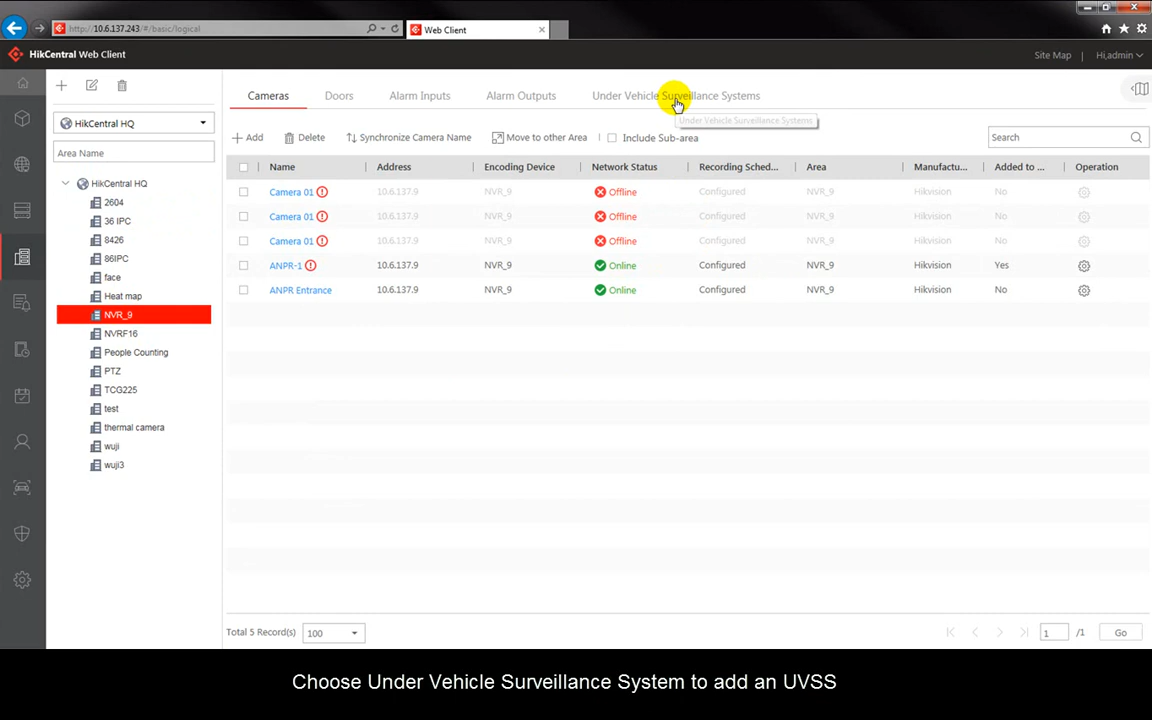 http://10.6.137.243/#/basic/logical
Web Client
HikCentral Web Client
Site Map | Hi,admin
Cameras Doors Alarm Inputs Alarm Outputs Under Vehicle Surveillance Systems
Under Vehicle Surveillance Systems
HikCentral HQ
Area Name
Add Delete Synchronize Camera Name Move to other Area Include Sub-area Search
Name Address Encoding Device Network Status Recording Sched... Area Manufactu... Added to ... Operation
Camera 01 10.6.137.9 NVR_9 Offline Configured NVR_9 Hikvision No
Camera 01 10.6.137.9 NVR_9 Offline Configured NVR_9 Hikvision No
Camera 01 10.6.137.9 NVR_9 Offline Configured NVR_9 Hikvision No
ANPR-1 10.6.137.9 NVR_9 Online Configured NVR_9 Hikvision Yes
ANPR Entrance 10.6.137.9 NVR_9 Online Configured NVR_9 Hikvision No
HikCentral HQ
2604
36 IPC
8426
86IPC
face
Heat map
NVR_9
NVRF16
People Counting
PTZ
TCG225
test
thermal camera
wuji
wuji3
Total 5 Record(s) 100 1 /1 Go
Choose Under Vehicle Surveillance System to add an UVSS